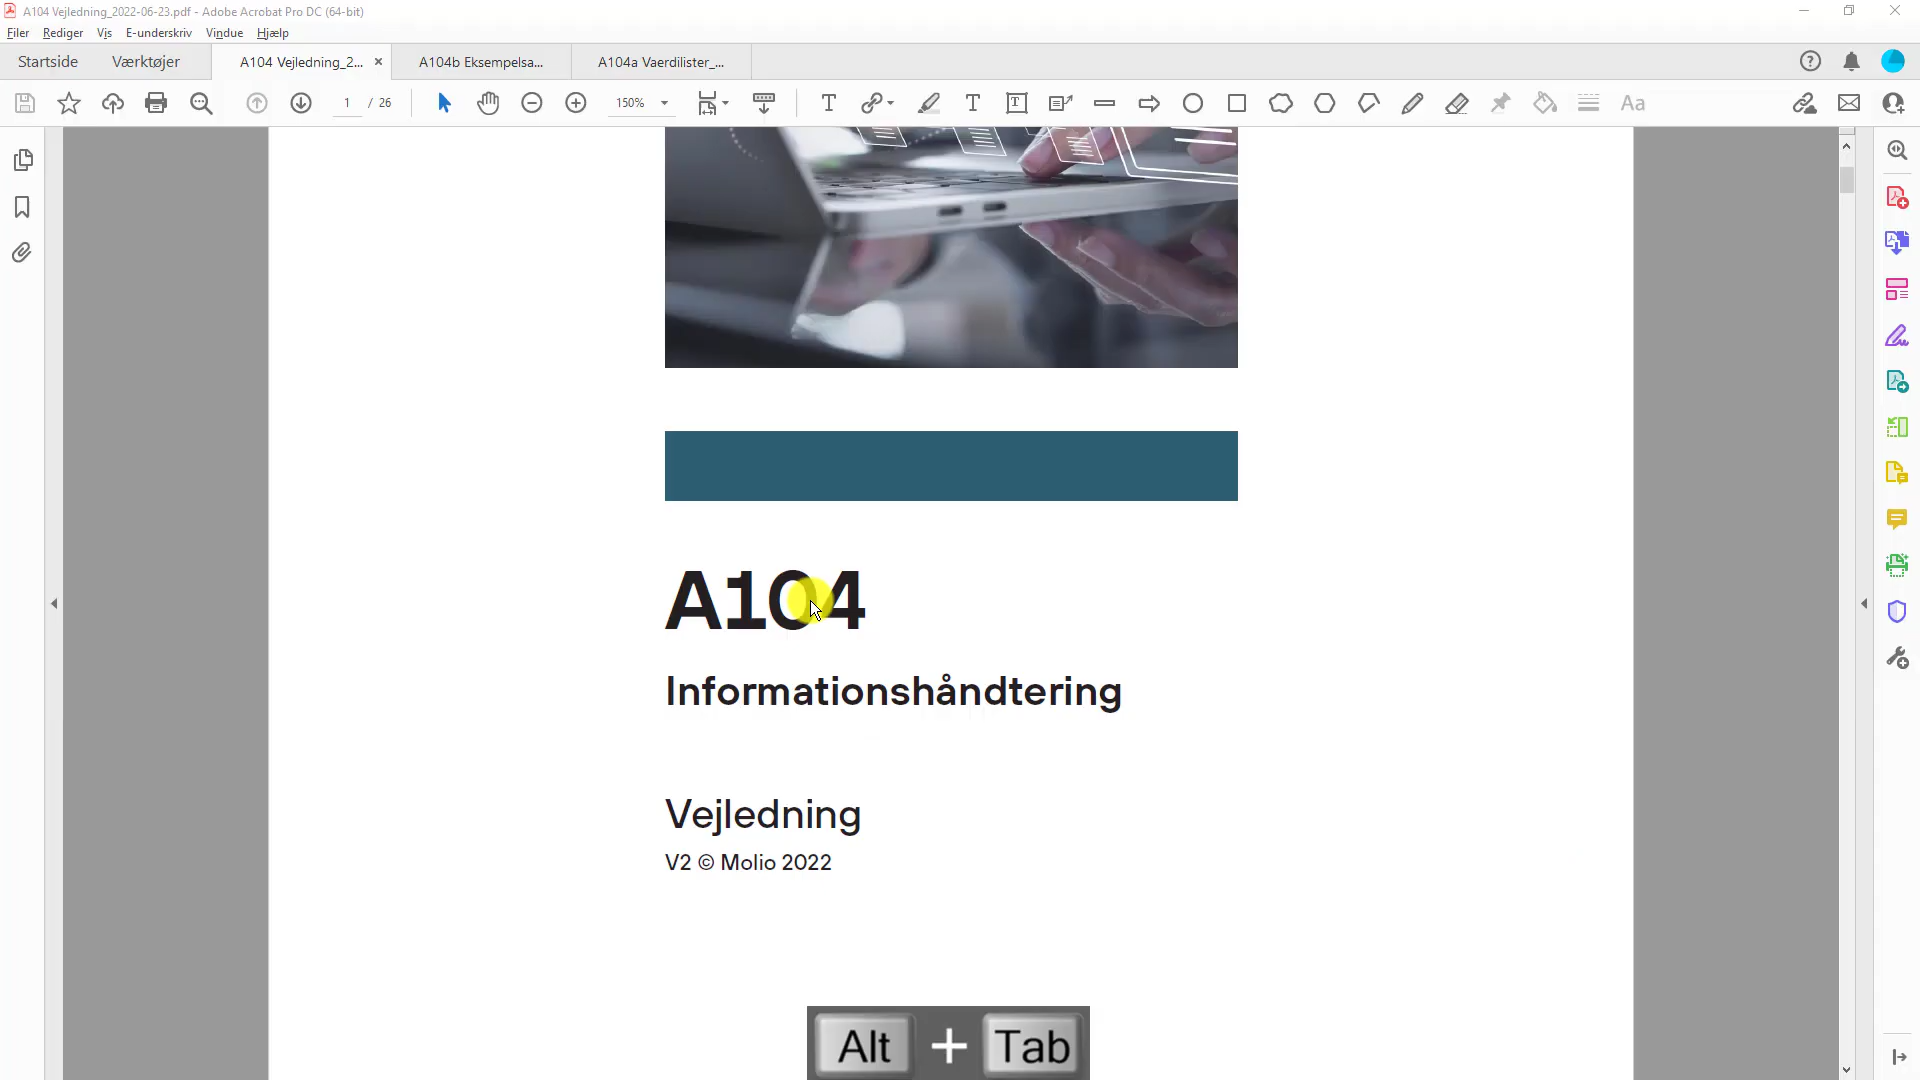 A104 Vejledning_2022-06-23.pdf - Adobe Acrobat Pro DC (64-bit)
Filer Rediger Vis E-underskriv Vindue Hjælp
Startside Værktøjer A104 Vejledning_2... × A104b Eksempelsa... A104a Vaerdilister_...
1 / 26 150% Aa
A104
Informationshåndtering
Vejledning
V2 © Molio 2022
Alt + Tab